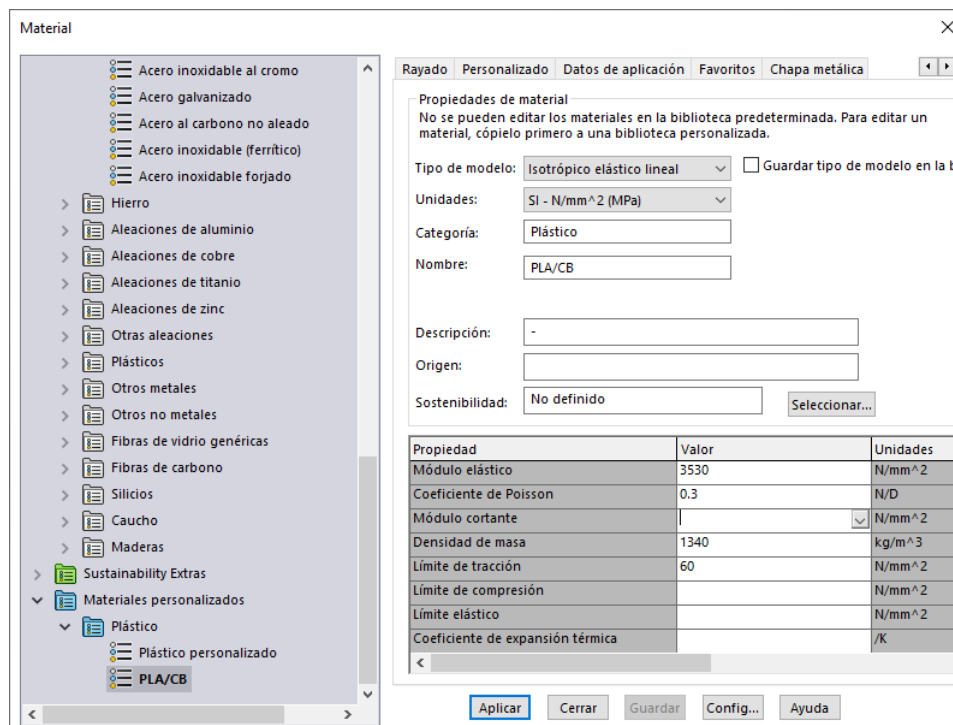 Material
Acero inoxidable al cromo
Acero galvanizado
Acero al carbono no aleado
Acero inoxidable (ferrítico)
Acero inoxidable forjado
Hierro
Aleaciones de aluminio
Aleaciones de cobre
Aleaciones de titanio
Aleaciones de zinc
Otras aleaciones
Plásticos
Otros metales
Otros no metales
Fibras de vidrio genéricas
Fibras de carbono
Silicios
Caucho
Maderas
Sustainability Extras
Materiales personalizados
Plástico
Plástico personalizado
PLA/CB
Rayado Personalizado Datos de aplicación Favoritos Chapa metálica
Propiedades de material
No se pueden editar los materiales en la biblioteca predeterminada. Para editar un
material, cópielo primero a una biblioteca personalizada.
Tipo de modelo: Isotrópico elástico lineal Guardar tipo de modelo en la b
Unidades: SI - N/mm^2 (MPa)
Categoría: Plástico
Nombre: PLA/CB
Descripción: -
Origen:
Sostenibilidad: No definido Seleccionar...
Propiedad Valor Unidades
Módulo elástico 3530 N/mm^2
Coeficiente de Poisson 0.3 N/D
Módulo cortante N/mm^2
Densidad de masa 1340 kg/m^3
Límite de tracción 60 N/mm^2
Límite de compresión N/mm^2
Límite elástico N/mm^2
Coeficiente de expansión térmica /K
Aplicar Cerrar Guardar Config... Ayuda